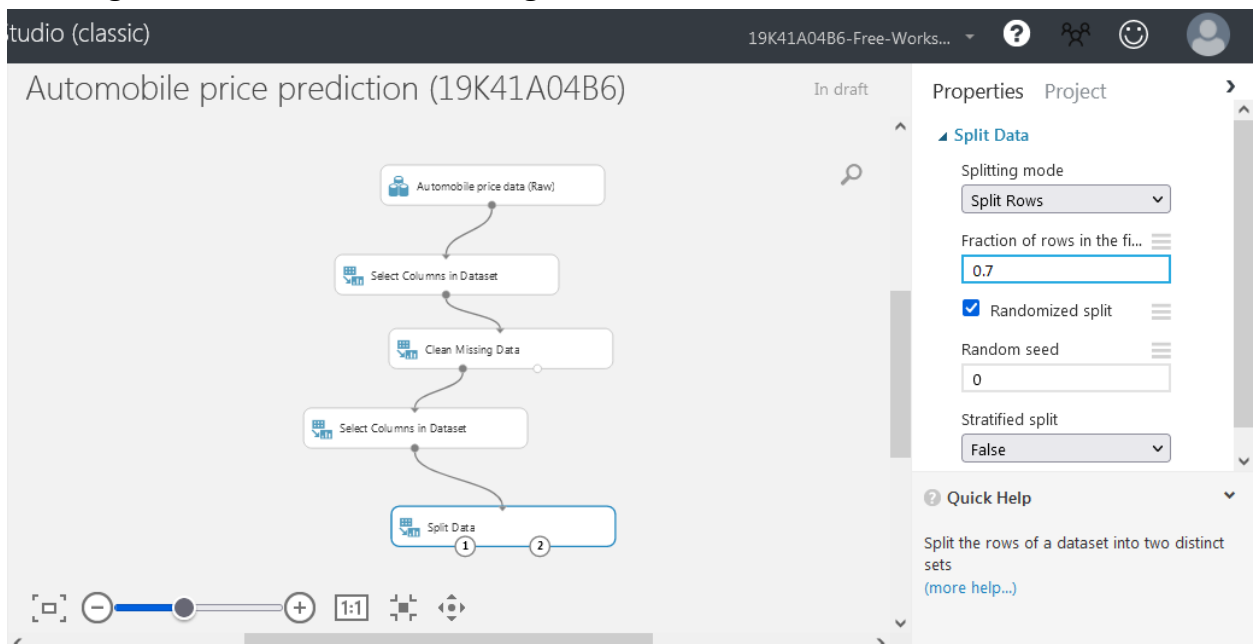 tudio (classic)
19K41A04B6-Free-Works...
?
Automobile price prediction (19K41A04B6)
In draft
Automobile price data (Raw)
Select Columns in Dataset
Clean Missing Data
Select Columns in Dataset
Split Data
1
2
1:1
Properties Project
Split Data
Splitting mode
Split Rows
Fraction of rows in the fi...
0.7
Randomized split
Random seed
0
Stratified split
False
? Quick Help
Split the rows of a dataset into two distinct
sets
(more help...)